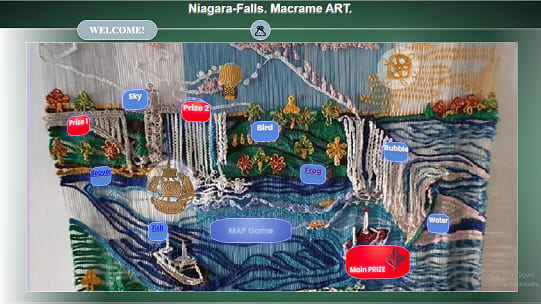 Niagara-Falls. Macrame ART.
WELCOME!
Sky
Prize 1
Prize 2
Bird
Bubble
Beaver
Frog
Fish
MAP Game
Water
Main PRIZE
Windows